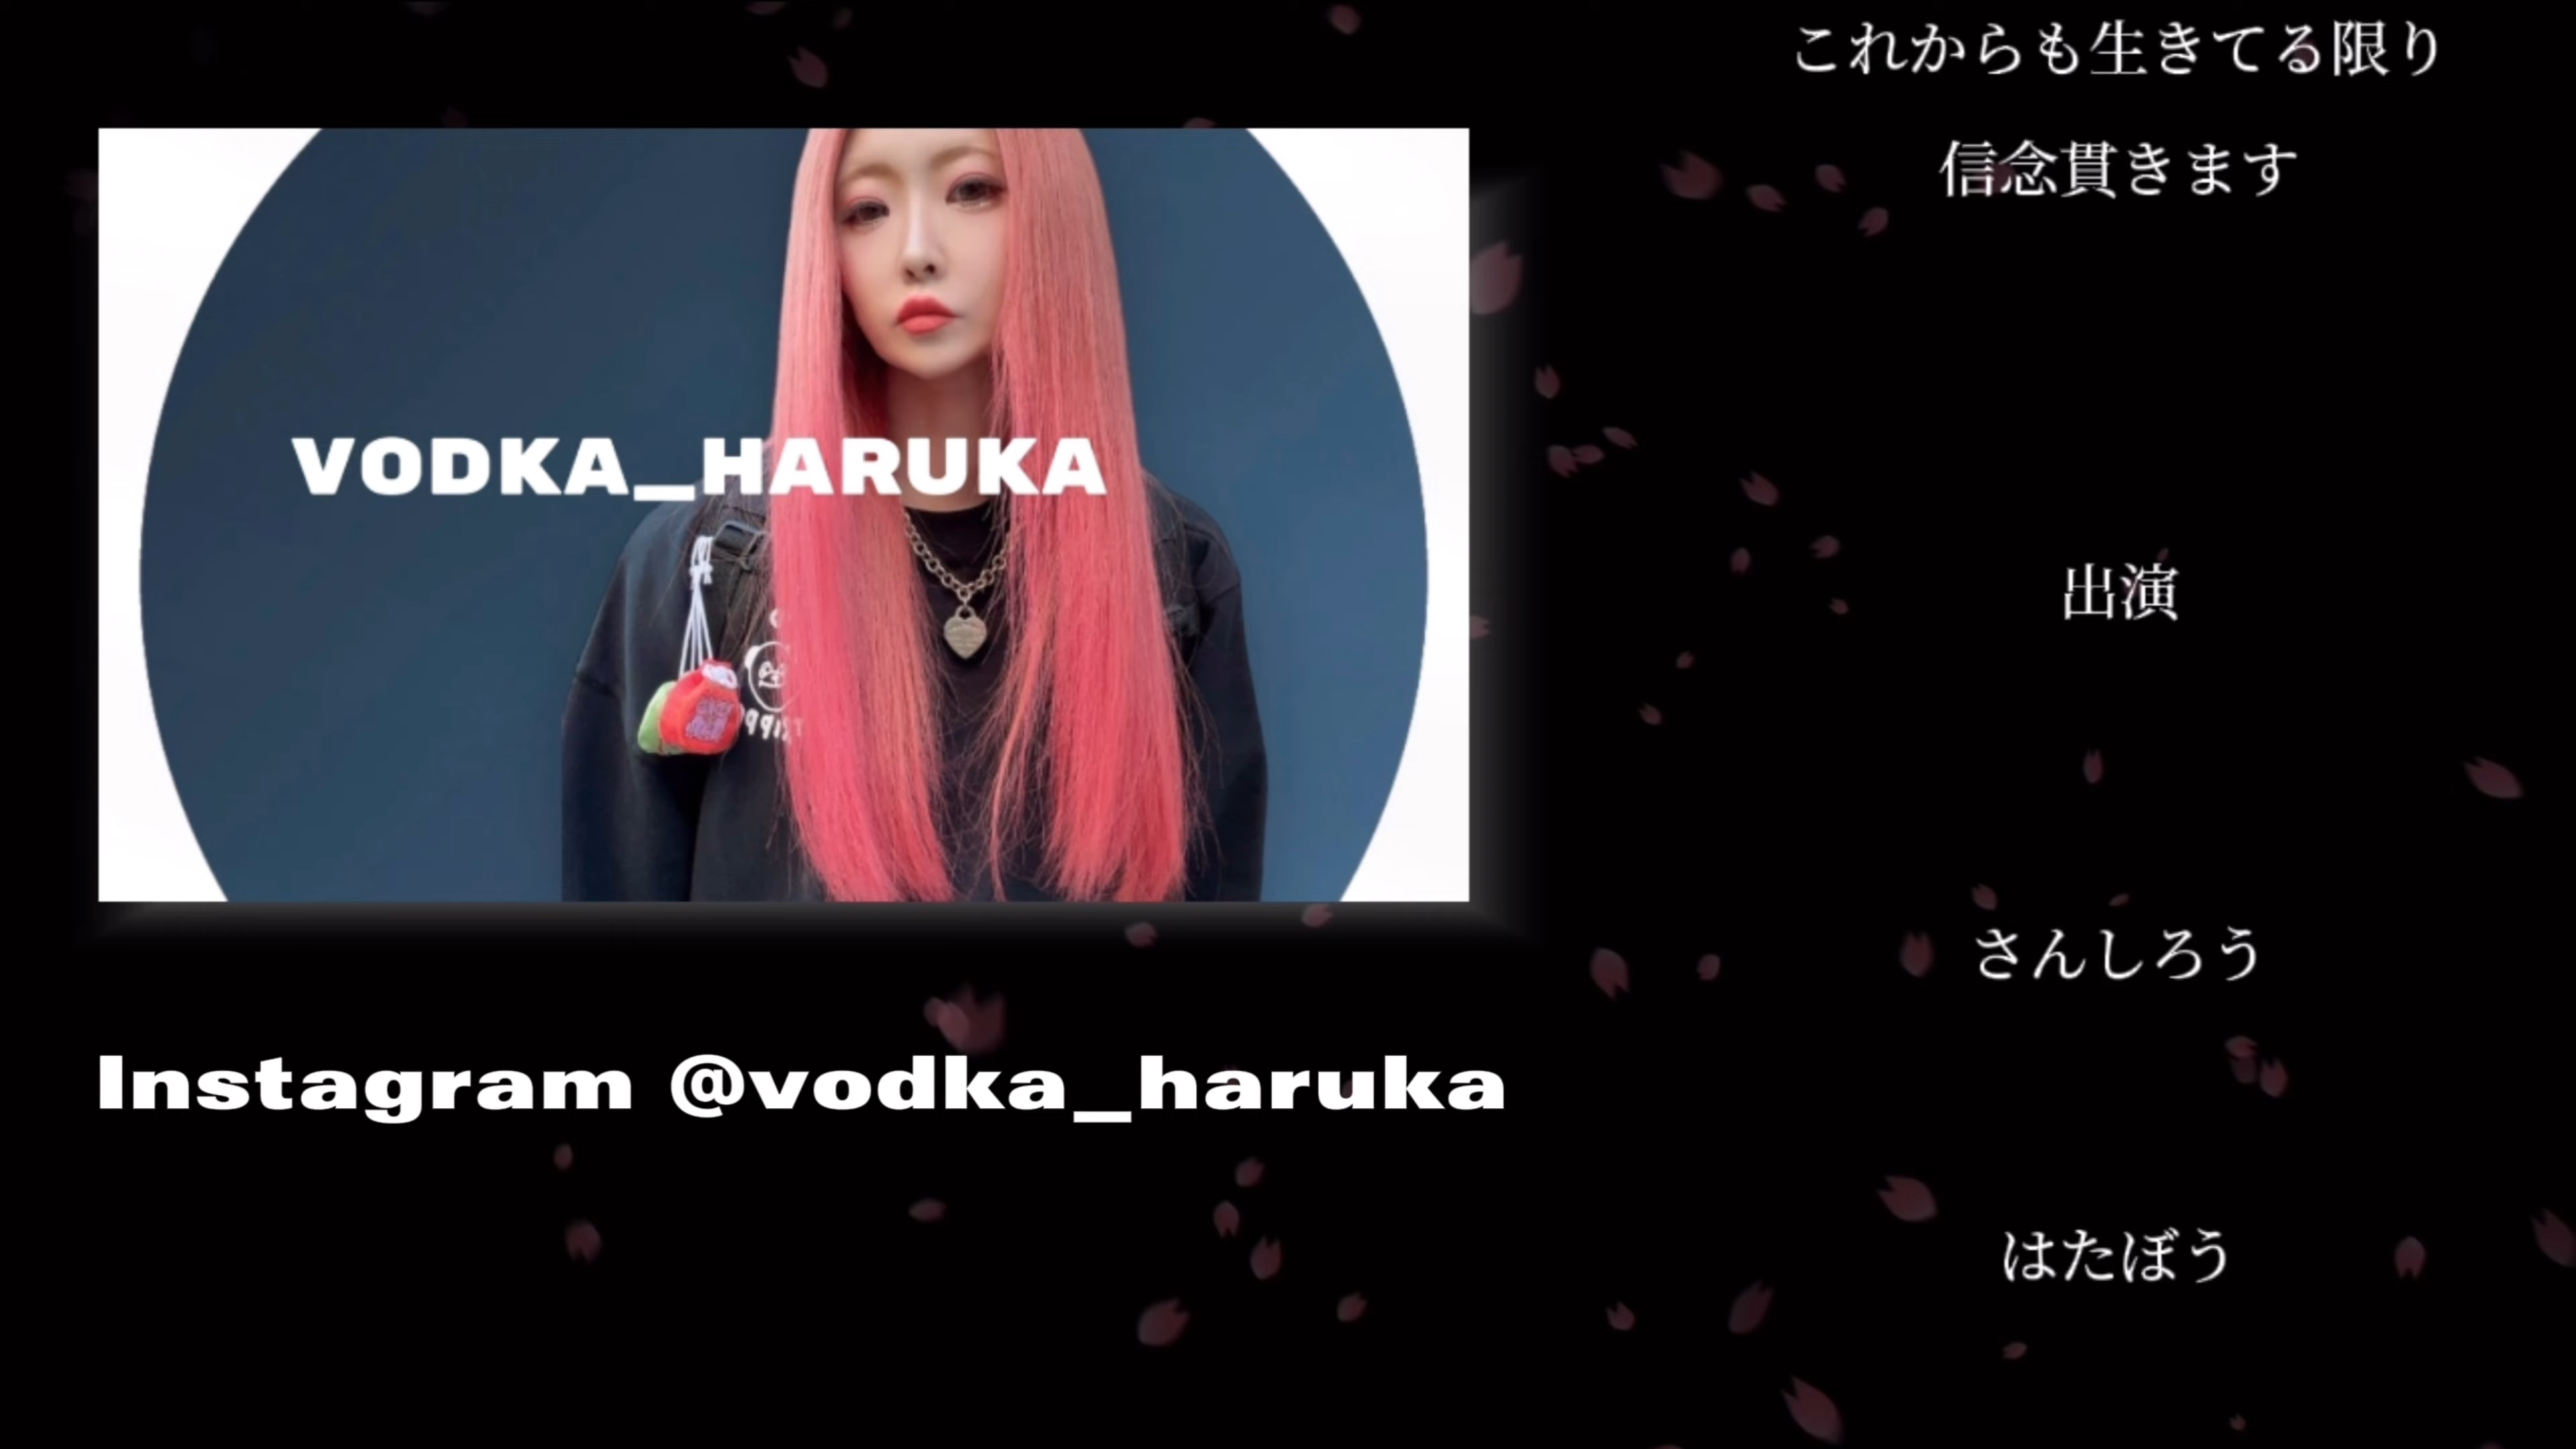 VODKA_HARUKA
Instagram @vodka_haruka
これからも生きてる限り
信念貫きます
出演
さんしろう
はたぼう